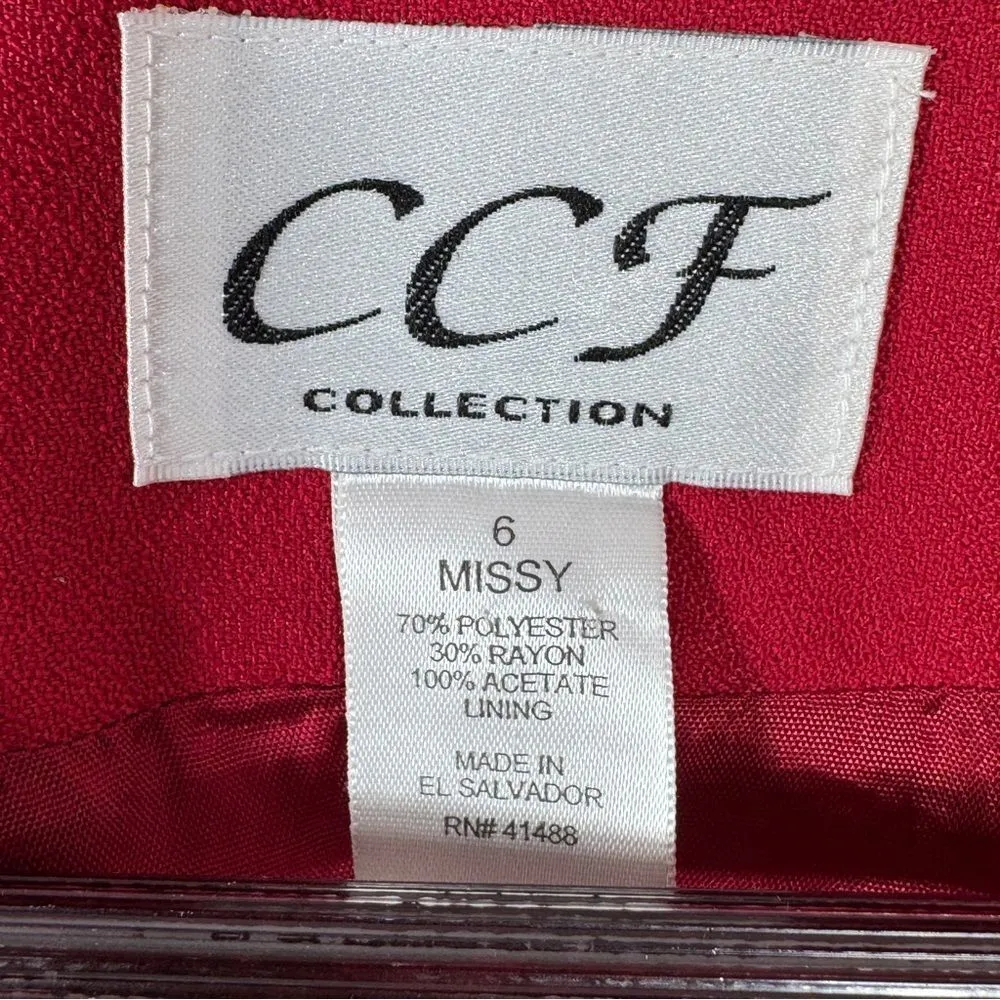 CCF
COLLECTION
6
MISSY
70% POLYESTER
30% RAYON
100% ACETATE
LINING
MADE IN
EL SALVADOR
RN# 41488